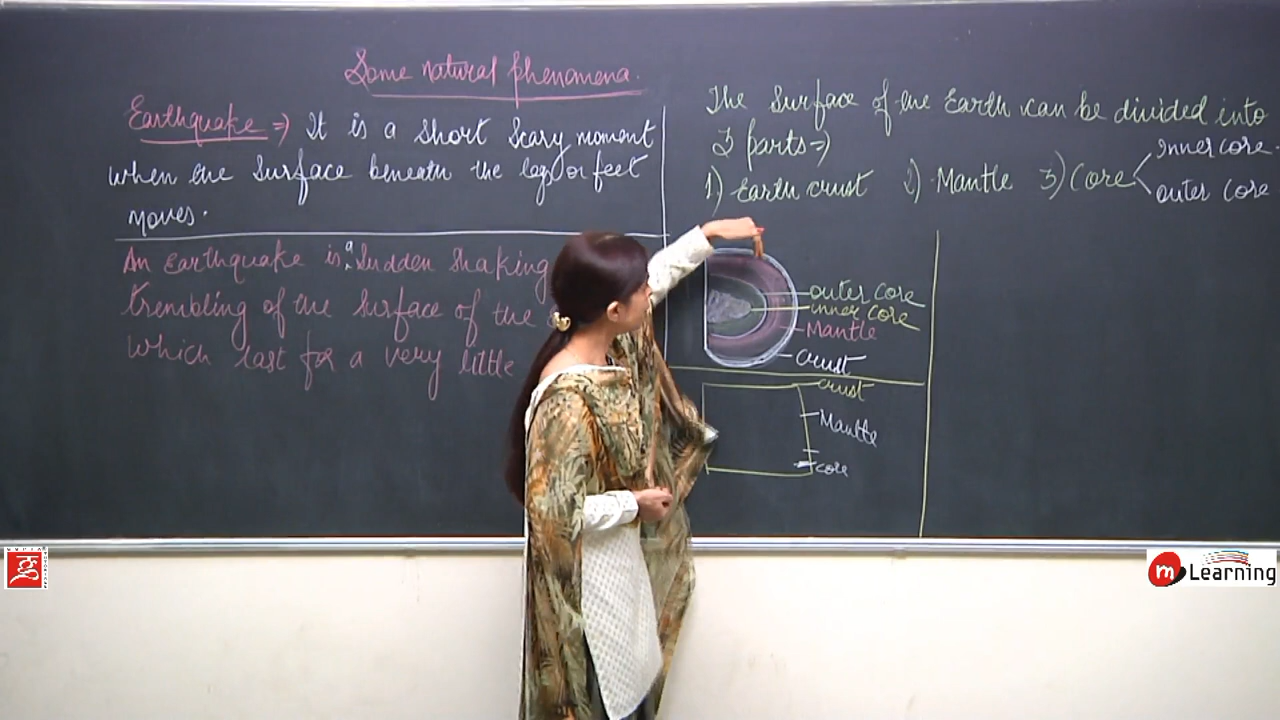 Some natural phenomena.
Earthquake => It is a short scary moment
when the surface beneath the legs or feet
moves.
An Earthquake is a sudden shaking
trembling of the surface of the
which last for a very little
The surface of the Earth can be divided into
3 parts =>
1) Earth crust 2) Mantle 3) Core
Inner core.
outer core
outer core
inner core
Mantle
Crust
crust
Mantle
core
m Learning